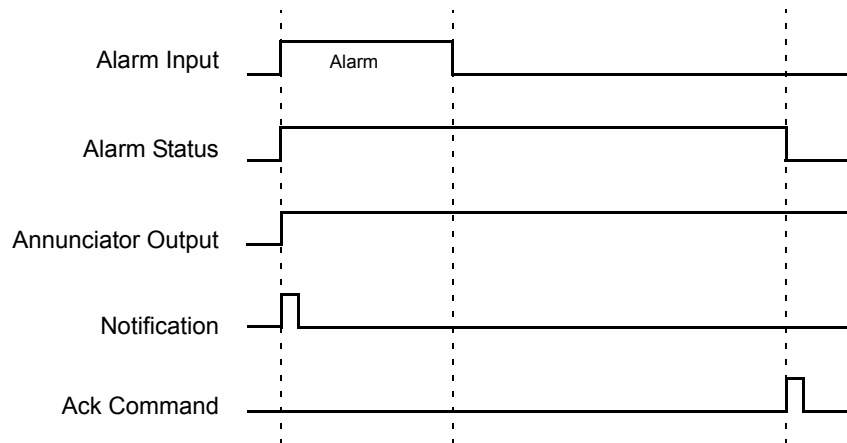 Alarm Input
Alarm
Alarm Status
Annunciator Output
Notification
Ack Command